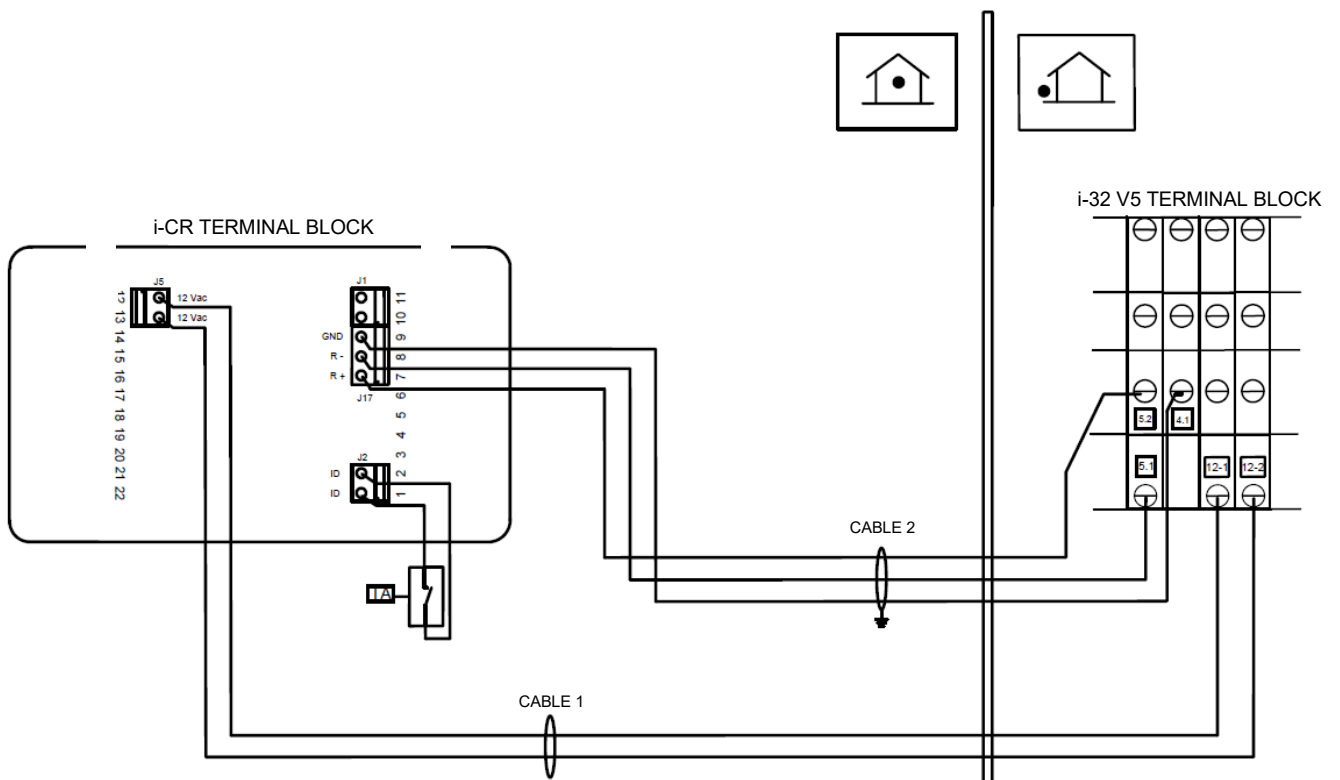 i-32 V5 TERMINAL BLOCK
i-CR TERMINAL BLOCK
J5
12 Vac
12 Vac
12
13
14
15
16
17
18
19
20
21
22
J1
GND
R -
R +
J17
11
10
9
8
7
6
5
4
3
2
1
J2
ID
ID
TA
5.2
4.1
5.1
12-1
12-2
CABLE 2
CABLE 1